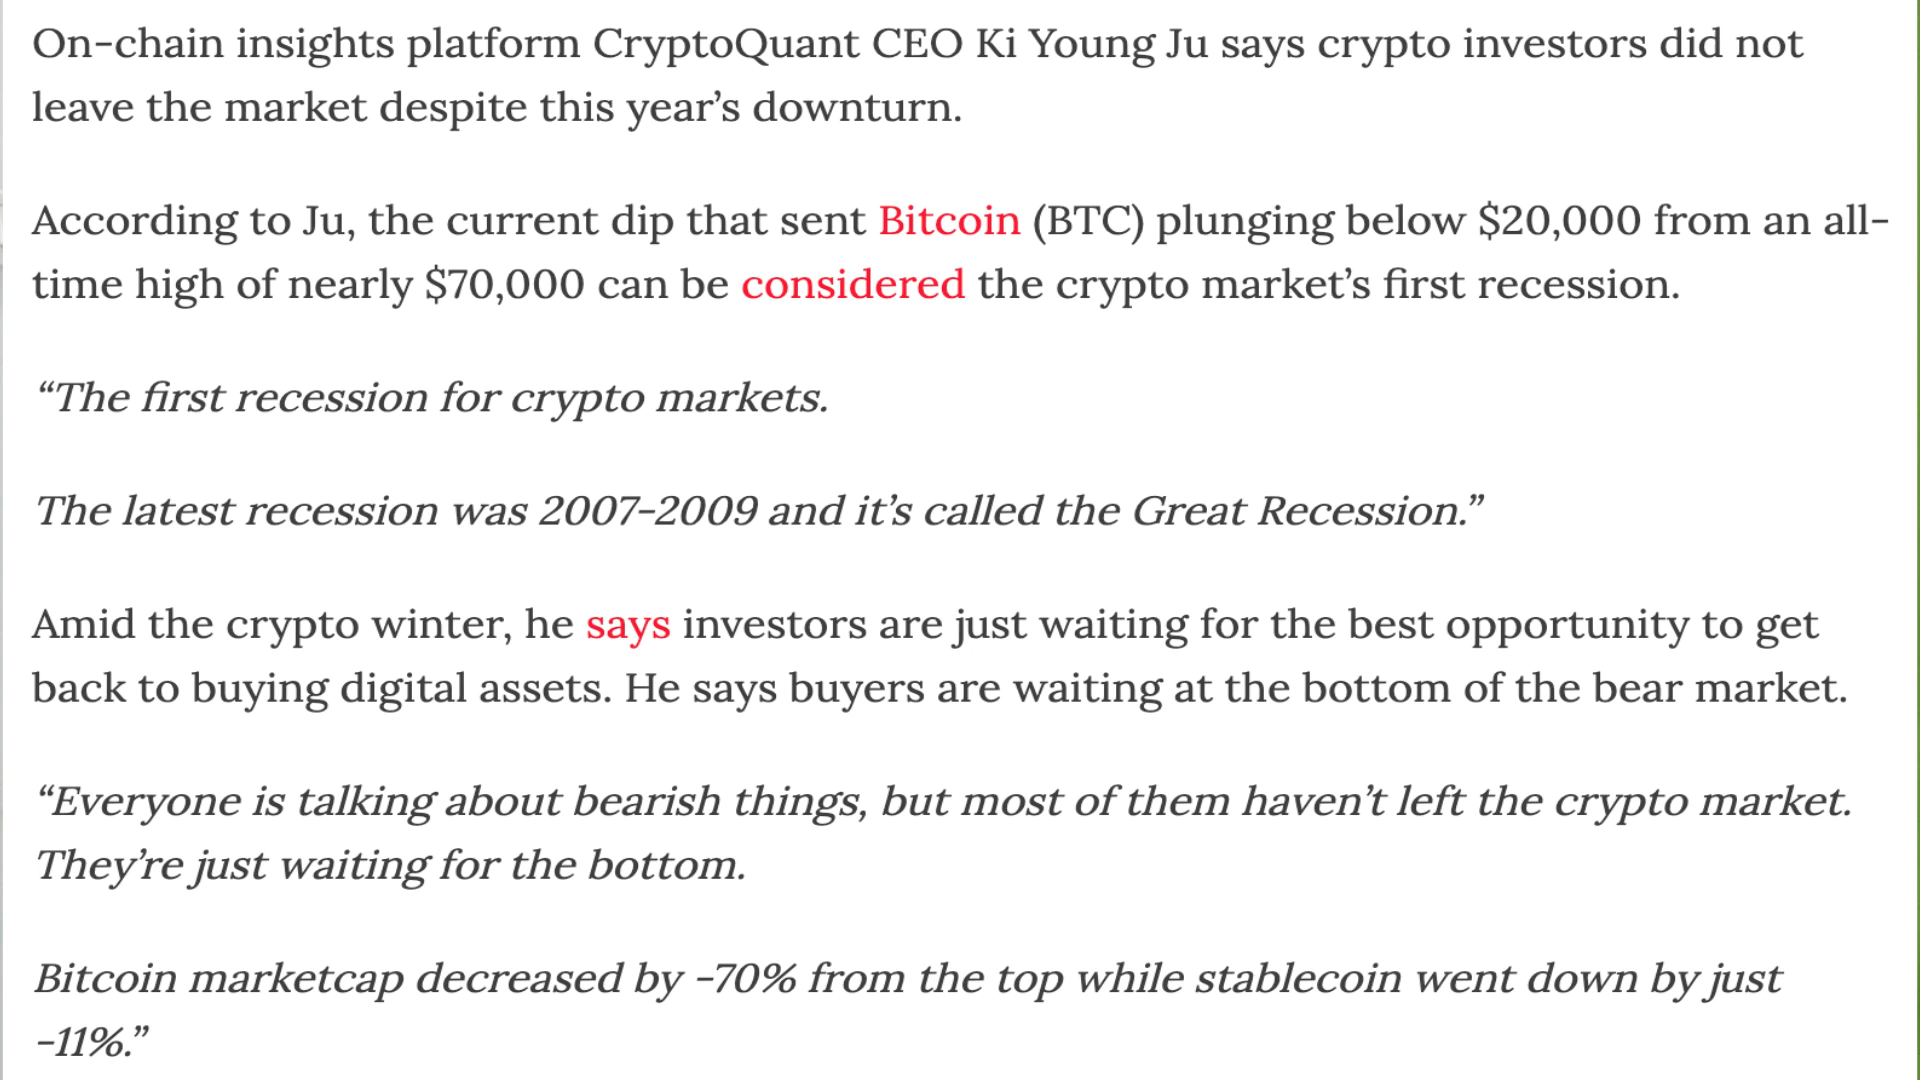 On-chain insights platform CryptoQuant CEO Ki Young Ju says crypto investors did not
leave the market despite this year’s downturn.
According to Ju, the current dip that sent Bitcoin (BTC) plunging below $20,000 from an all-
time high of nearly $70,000 can be considered the crypto market’s first recession.
“The first recession for crypto markets.
The latest recession was 2007-2009 and it’s called the Great Recession.”
Amid the crypto winter, he says investors are just waiting for the best opportunity to get
back to buying digital assets. He says buyers are waiting at the bottom of the bear market.
“Everyone is talking about bearish things, but most of them haven’t left the crypto market.
They’re just waiting for the bottom.
Bitcoin marketcap decreased by -70% from the top while stablecoin went down by just
-11%.”